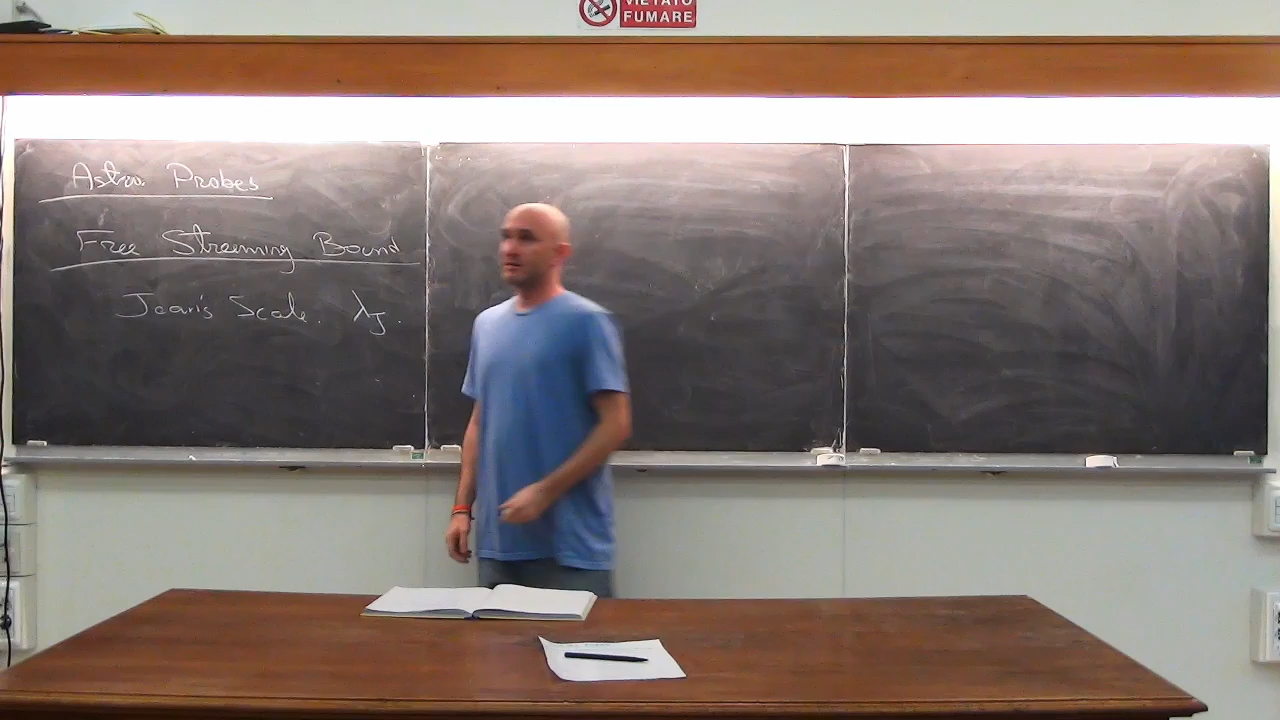 VIETATO
FUMARE
Astro. Probes
Free Streaming Bound
Jean's Scale. λJ.